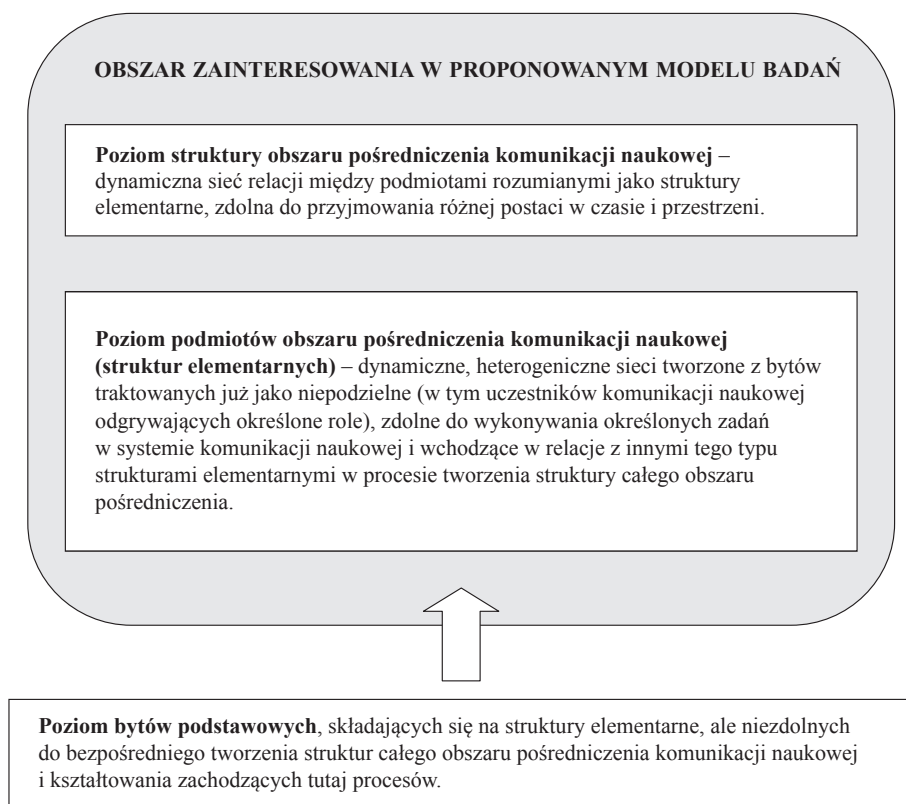 OBSZAR ZAINTERESOWANIA W PROPONOWANYM MODELU BADAŃ
Poziom struktury obszaru pośredniczenia komunikacji naukowej –
dynamiczna sieć relacji między podmiotami rozumianymi jako struktury
elementarne, zdolna do przyjmowania różnej postaci w czasie i przestrzeni.
Poziom podmiotów obszaru pośredniczenia komunikacji naukowej
(struktur elementarnych) – dynamiczne, heterogeniczne sieci tworzone z bytów
traktowanych już jako niepodzielne (w tym uczestników komunikacji naukowej
odgrywających określone role), zdolne do wykonywania określonych zadań
w systemie komunikacji naukowej i wchodzące w relacje z innymi tego typu
strukturami elementarnymi w procesie tworzenia struktury całego obszaru
pośredniczenia.
Poziom bytów podstawowych, składających się na struktury elementarne, ale niezdolnych
do bezpośredniego tworzenia struktur całego obszaru pośredniczenia komunikacji naukowej
i kształtowania zachodzących tutaj procesów.